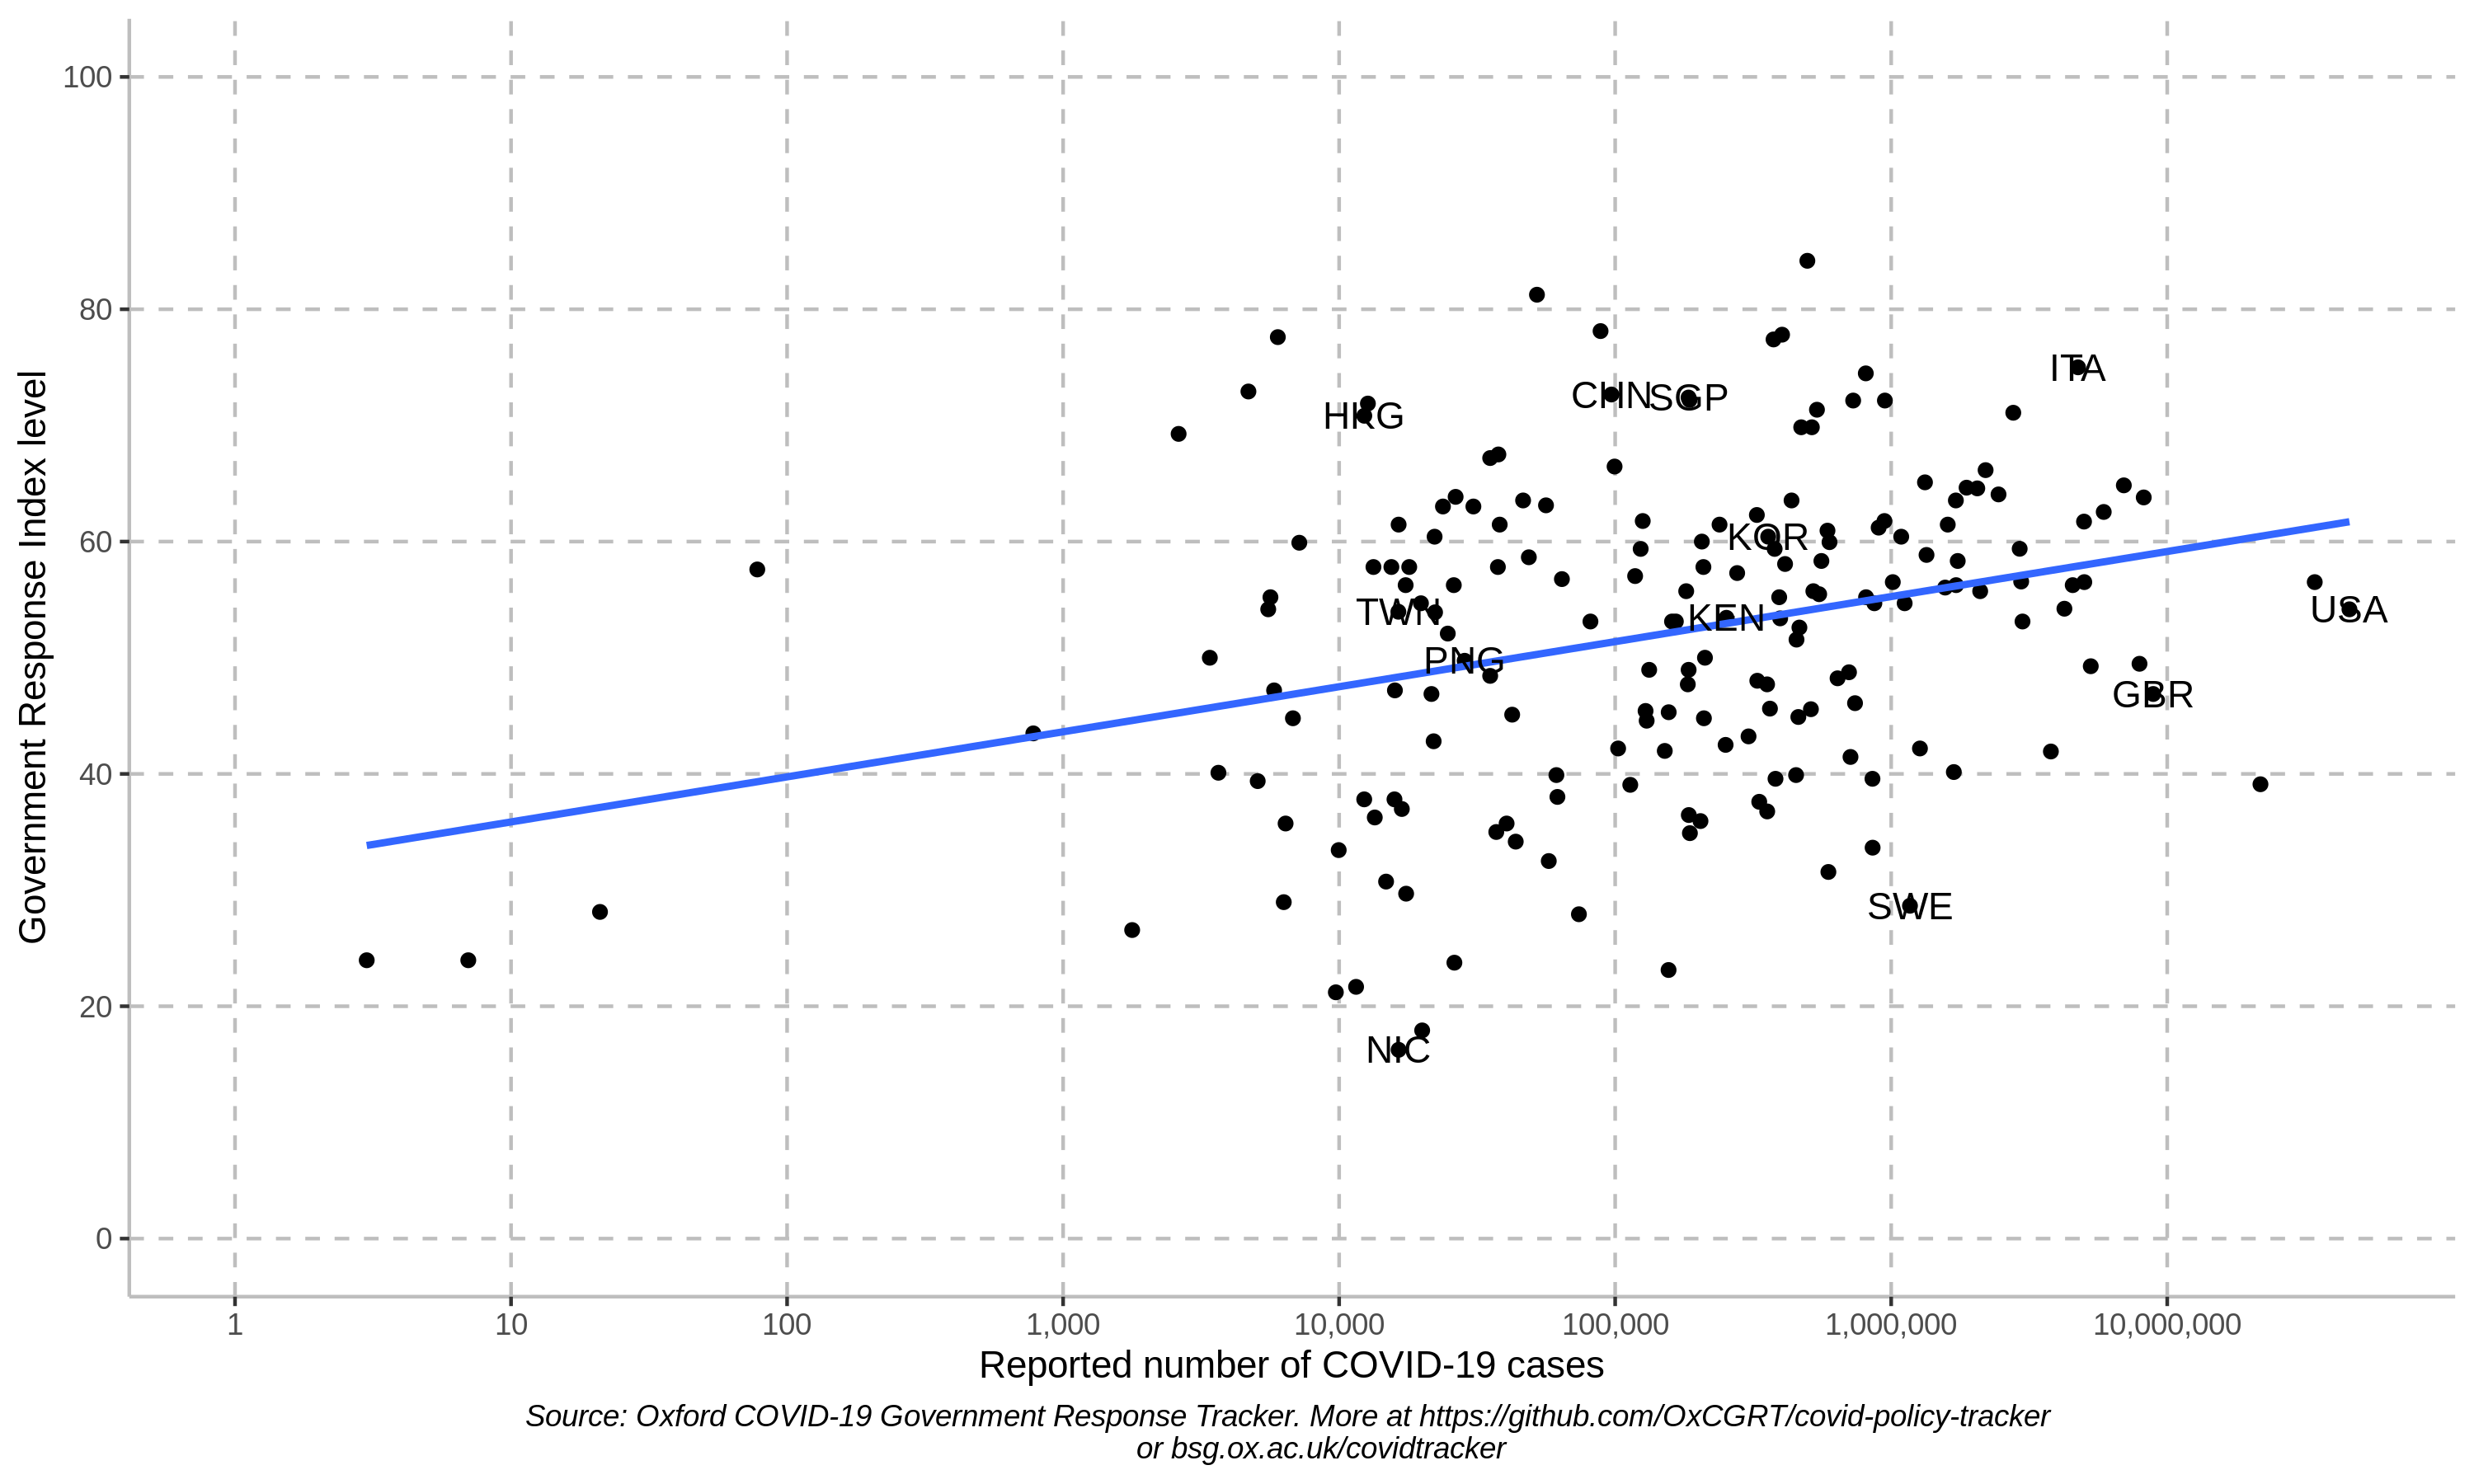 Government Response Index level
100
80
60
40
20
0
ITA
CHN
SGP
HKG
KOR
TWN
KEN
USA
PNG
GBR
SWE
NIC
1
10
100
1,000
10,000
100,000
1,000,000
10,000,000
Reported number of COVID-19 cases
Source: Oxford COVID-19 Government Response Tracker. More at https://github.com/OxCGRT/covid-policy-tracker
or bsg.ox.ac.uk/covidtracker